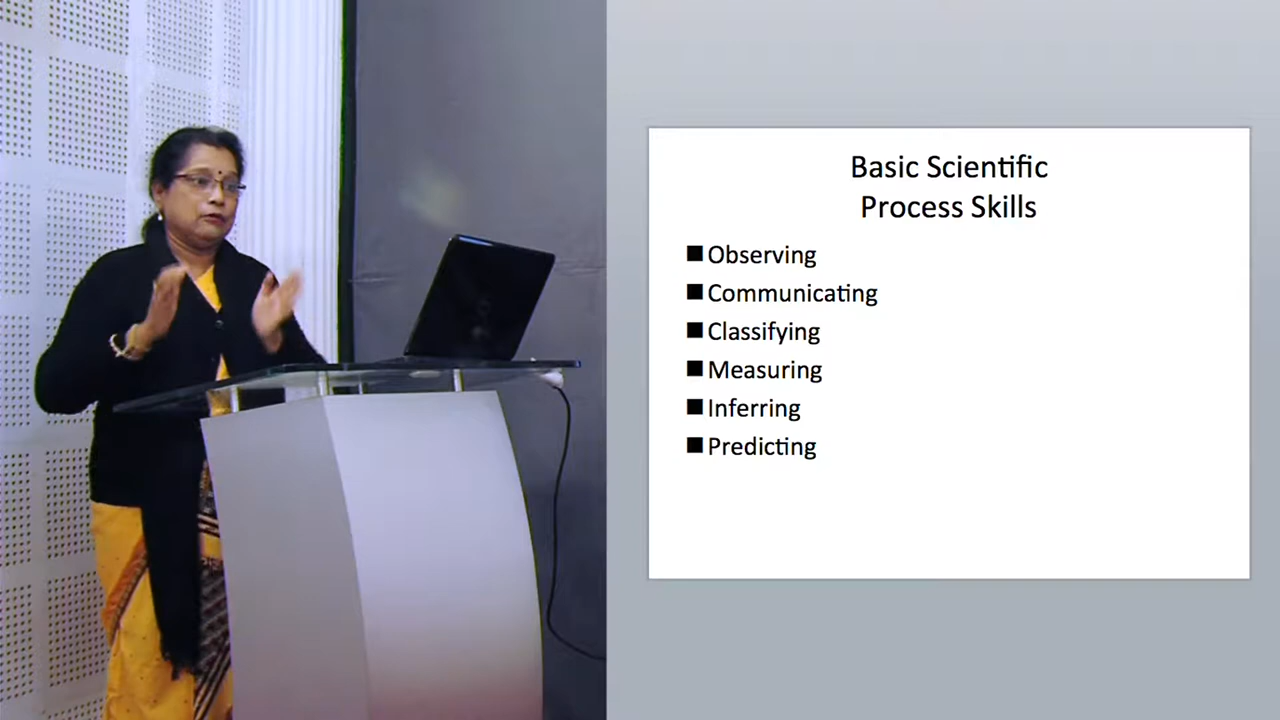 Basic Scientific
Process Skills
■ Observing
■ Communicating
■ Classifying
■ Measuring
■ Inferring
■ Predicting